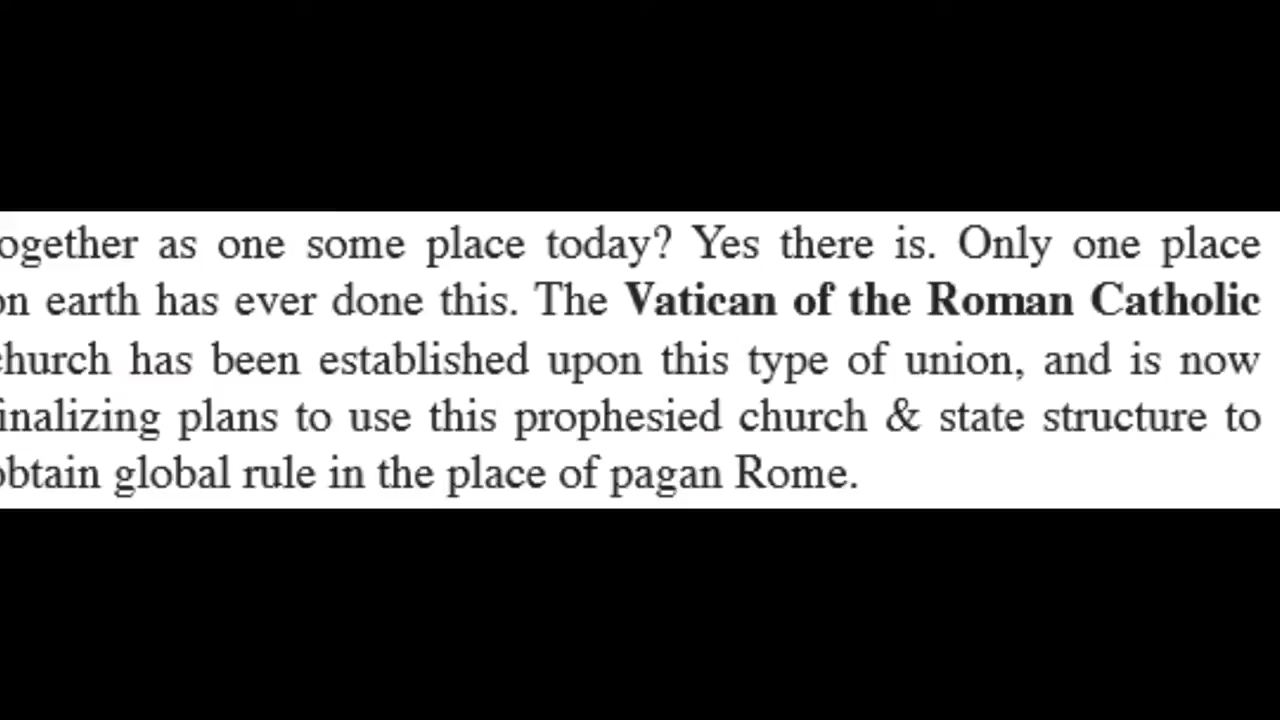 ogether as one some place today? Yes there is. Only one place
on earth has ever done this. The Vatican of the Roman Catholic
church has been established upon this type of union, and is now
finalizing plans to use this prophesied church & state structure to
obtain global rule in the place of pagan Rome.